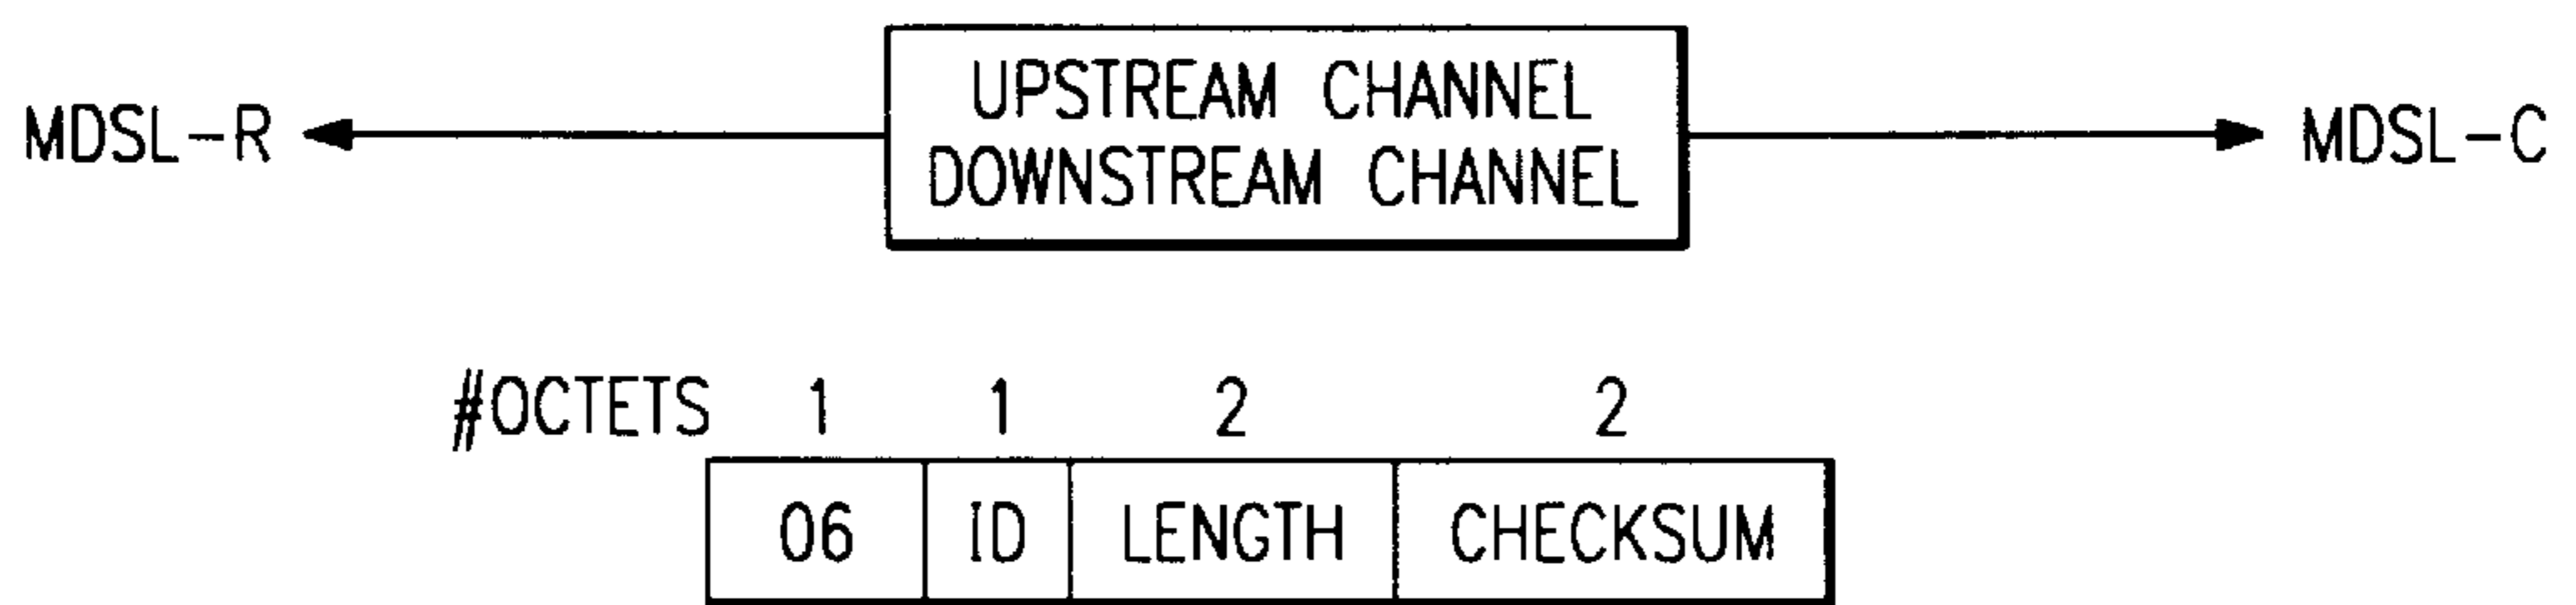 UPSTREAM CHANNEL
MDSL-R MDSL-C
DOWNSTREAM CHANNEL
#OCTETS 1 1 2 2
06 ID LENGTH CHECKSUM